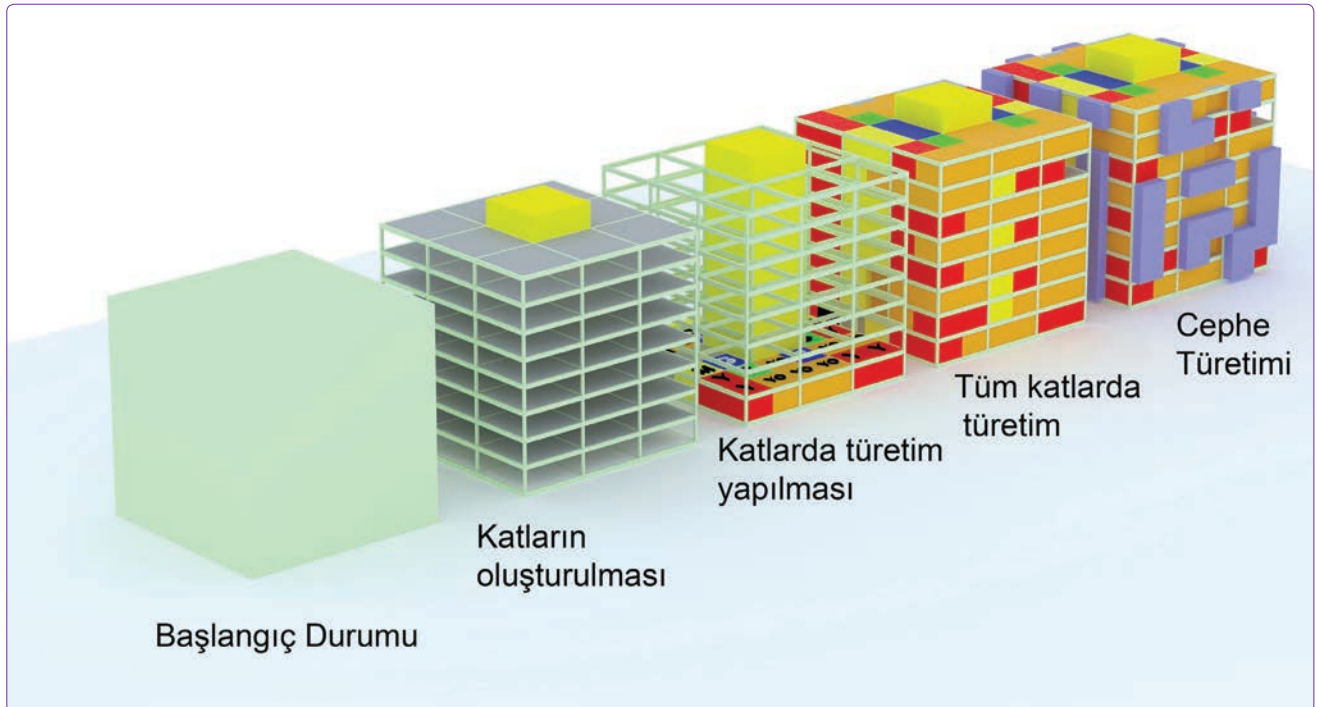 Başlangıç Durumu
Katların
oluşturulması
Katlarda türetim
yapılması
Tüm katlarda
türetim
Cephe
Türetimi